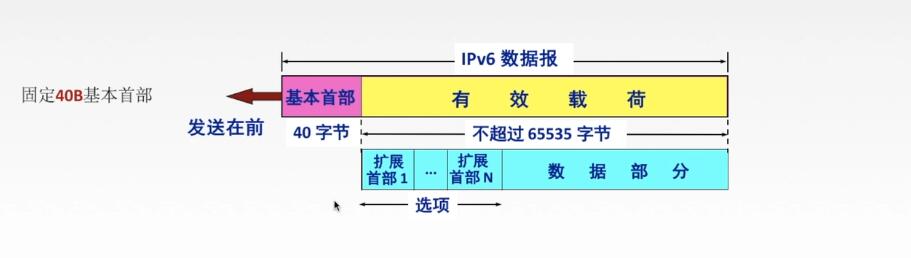 IPv6 数据报
固定40B基本首部
基本首部
有效载荷
发送在前
40 字节
不超过 65535 字节
扩展
首部 1
...
扩展
首部 N
数据部分
选项